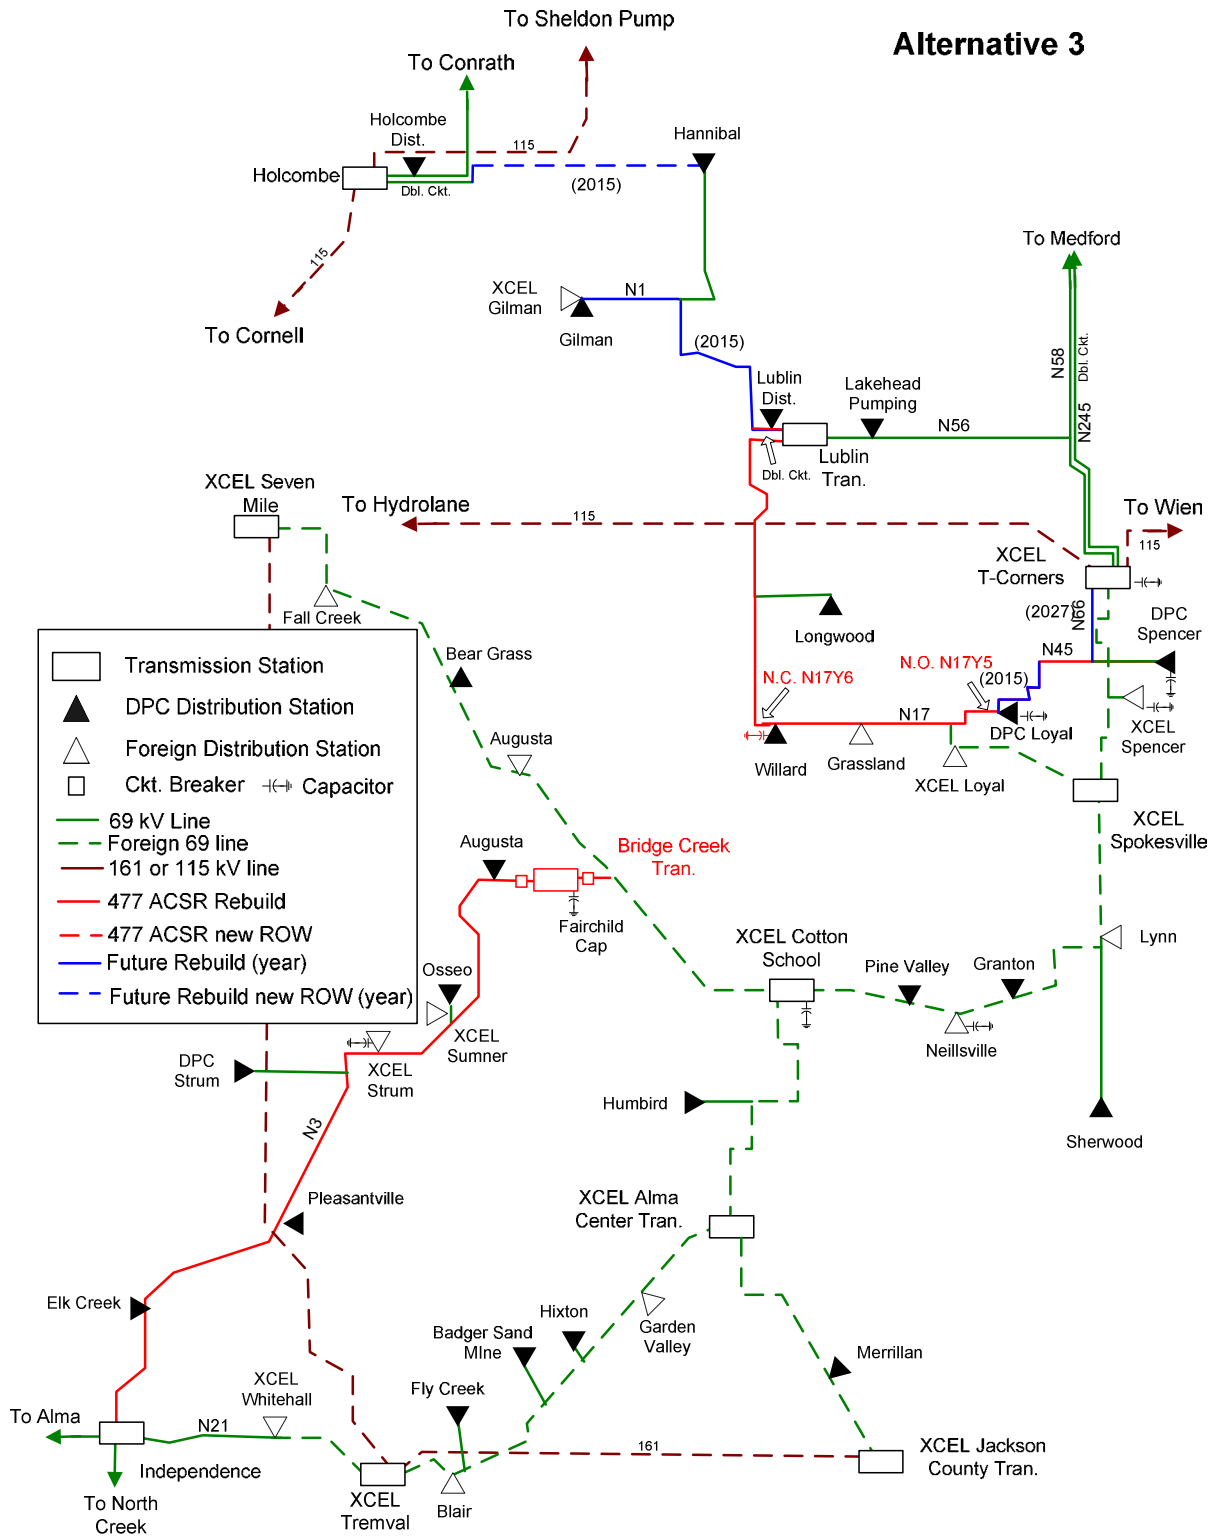 Alternative 3
To Sheldon Pump
To Conrath
Holcombe
Dist.
115
Hannibal
Holcombe
Dbl. Ckt.
(2015)
115
To Cornell
To Medford
XCEL
Gilman
N1
Gilman
(2015)
N58
Dbl. Ckt.
N245
Lublin
Dist.
Lakehead
Pumping
N56
Lublin
Tran.
Dbl. Ckt.
XCEL Seven
Mile
To Hydrolane
115
To Wien
115
XCEL
T-Corners
Fall Creek
(2027)
N66
DPC
Spencer
Longwood
Bear Grass
N.C. N17Y6
N.O. N17Y5
N45
(2015)
Transmission Station
DPC Distribution Station
Foreign Distribution Station
Ckt. Breaker
Capacitor
69 kV Line
Foreign 69 line
161 or 115 kV line
477 ACSR Rebuild
477 ACSR new ROW
Future Rebuild (year)
Future Rebuild new ROW (year)
Augusta
N17
DPC Loyal
XCEL
Spencer
Willard
Grassland
XCEL Loyal
XCEL
Spokesville
Augusta
Bridge Creek
Tran.
Fairchild
Cap
XCEL Cotton
School
Pine Valley
Granton
Lynn
Osseo
XCEL
Sumner
Neillsville
DPC
Strum
XCEL
Strum
Humbird
Sherwood
N3
Pleasantville
XCEL Alma
Center Tran.
Elk Creek
Garden
Valley
Hixton
Badger Sand
MIne
Merrillan
XCEL
Whitehall
Fly Creek
To Alma
N21
Independence
161
XCEL Jackson
County Tran.
To North
Creek
XCEL
Tremval
Blair